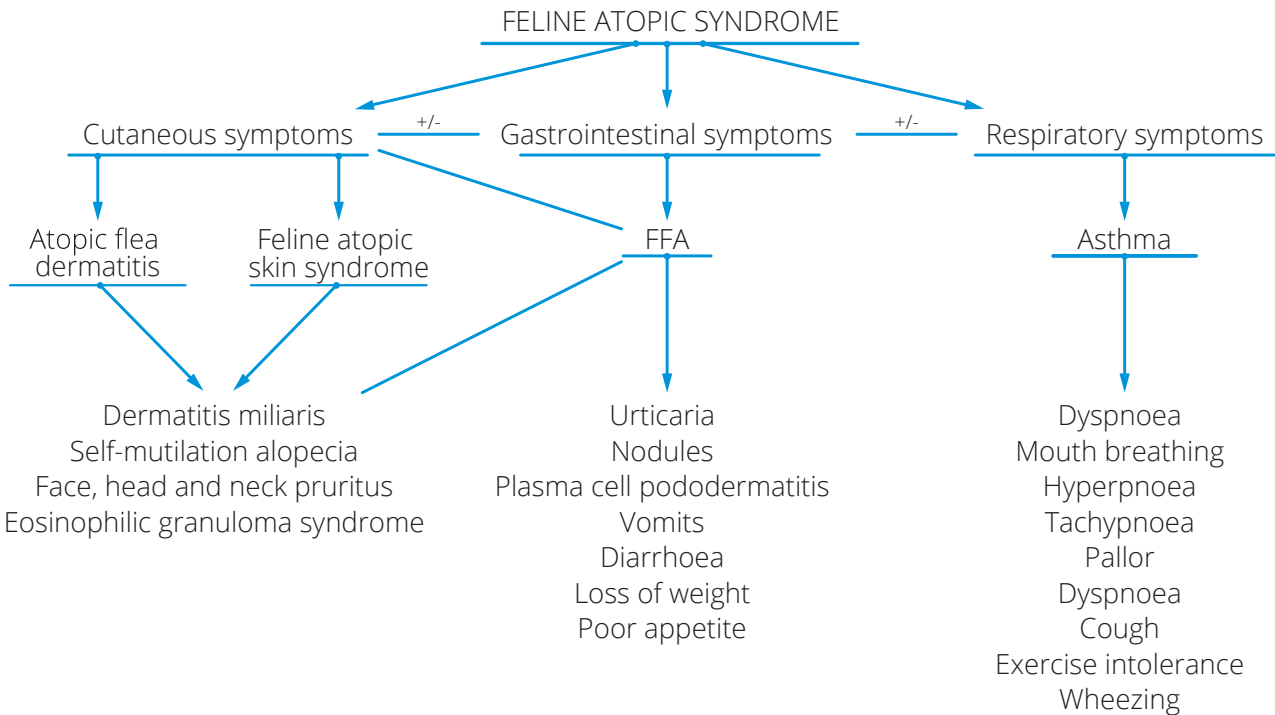 FELINE ATOPIC SYNDROME
Cutaneous symptoms
+/-
Gastrointestinal symptoms
+/-
Respiratory symptoms
Atopic flea
dermatitis
Feline atopic
skin syndrome
FFA
Asthma
Dermatitis miliaris
Self-mutilation alopecia
Face, head and neck pruritus
Eosinophilic granuloma syndrome
Urticaria
Nodules
Plasma cell pododermatitis
Vomits
Diarrhoea
Loss of weight
Poor appetite
Dyspnoea
Mouth breathing
Hyperpnoea
Tachypnoea
Pallor
Dyspnoea
Cough
Exercise intolerance
Wheezing